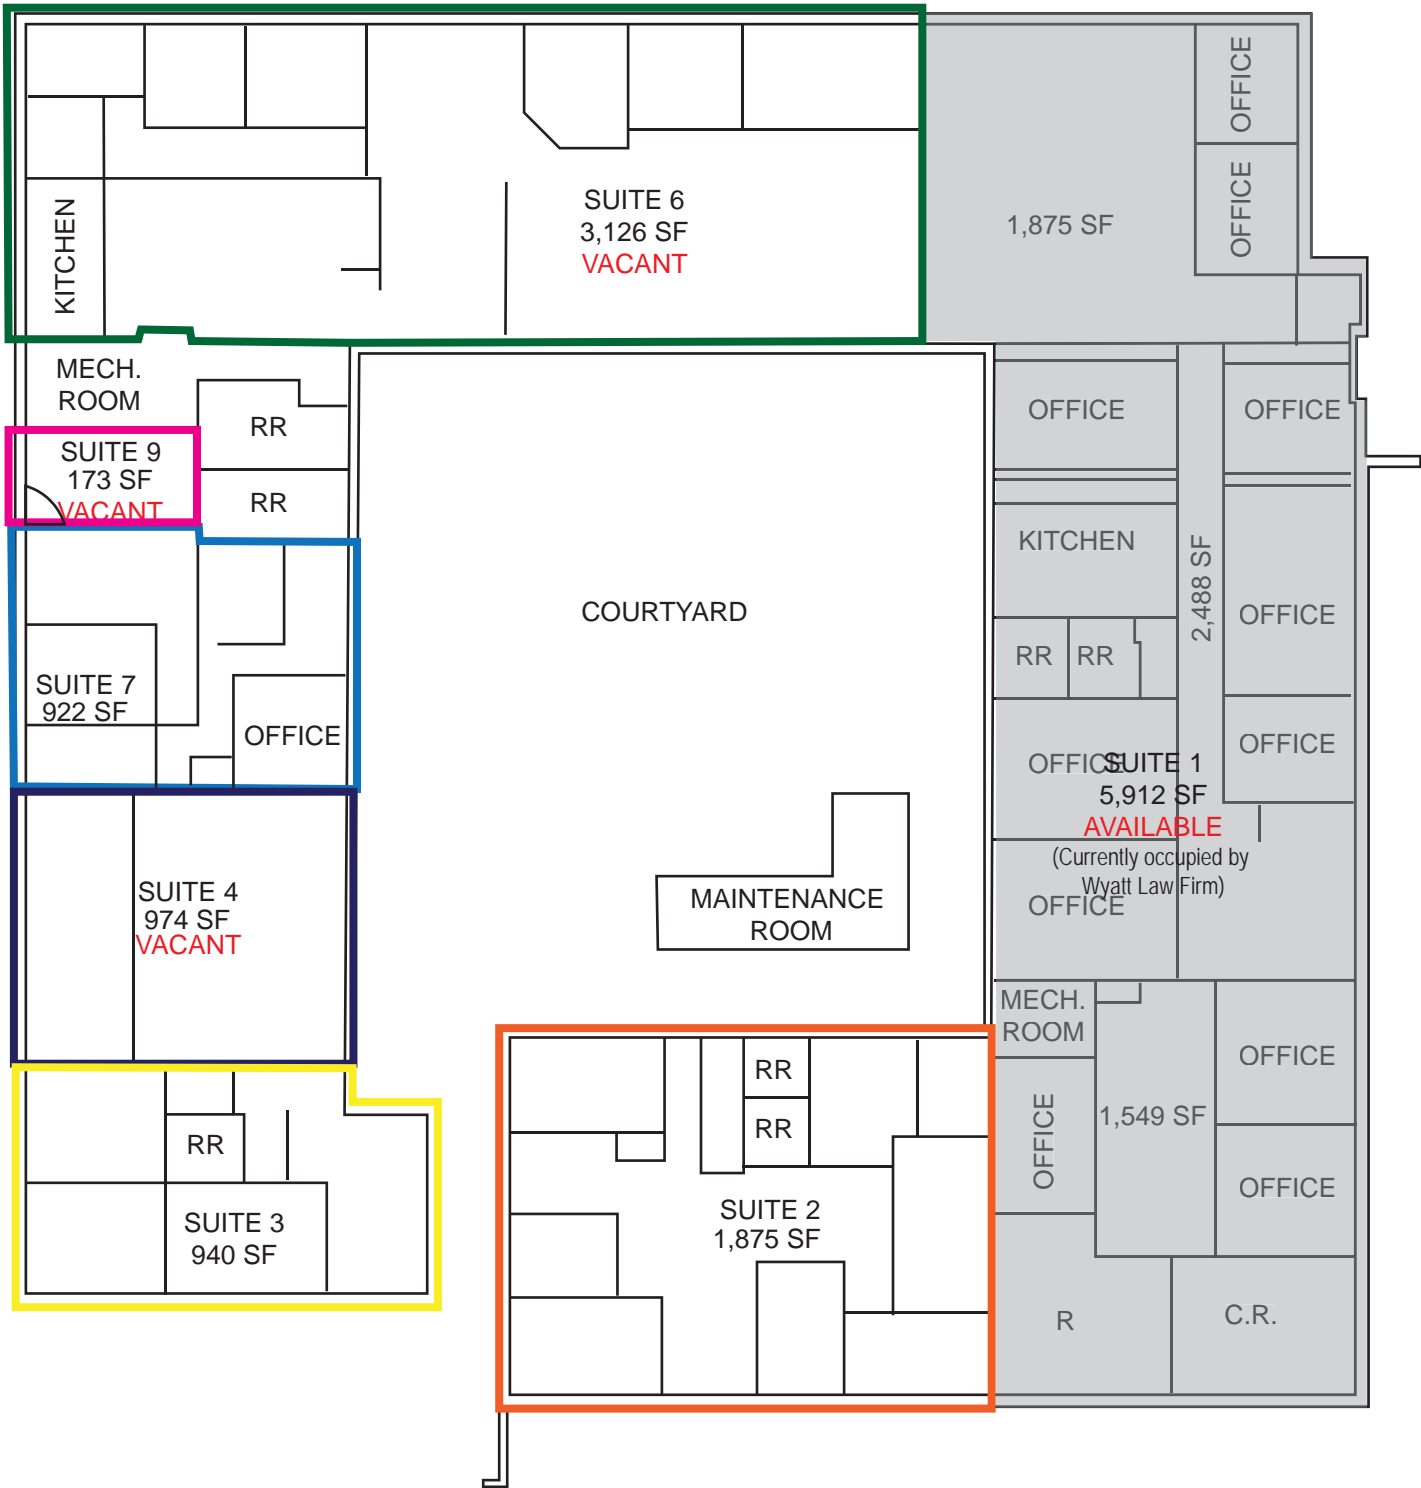 OFFICE
OFFICE
SUITE 6
3,126 SF
VACANT
1,875 SF
KITCHEN
MECH.
ROOM
RR
SUITE 9
173 SF
VACANT
RR
OFFICE
OFFICE
KITCHEN
2,488 SF
OFFICE
COURTYARD
RR
RR
SUITE 7
922 SF
OFFICE
OFFICE
OFFICE
SUITE 1
5,912 SF
AVAILABLE
(Currently occupied by
Wyatt Law Firm)
OFFICE
SUITE 4
974 SF
VACANT
MAINTENANCE
ROOM
MECH.
ROOM
OFFICE
RR
RR
OFFICE
1,549 SF
RR
OFFICE
SUITE 2
1,875 SF
SUITE 3
940 SF
R
C.R.